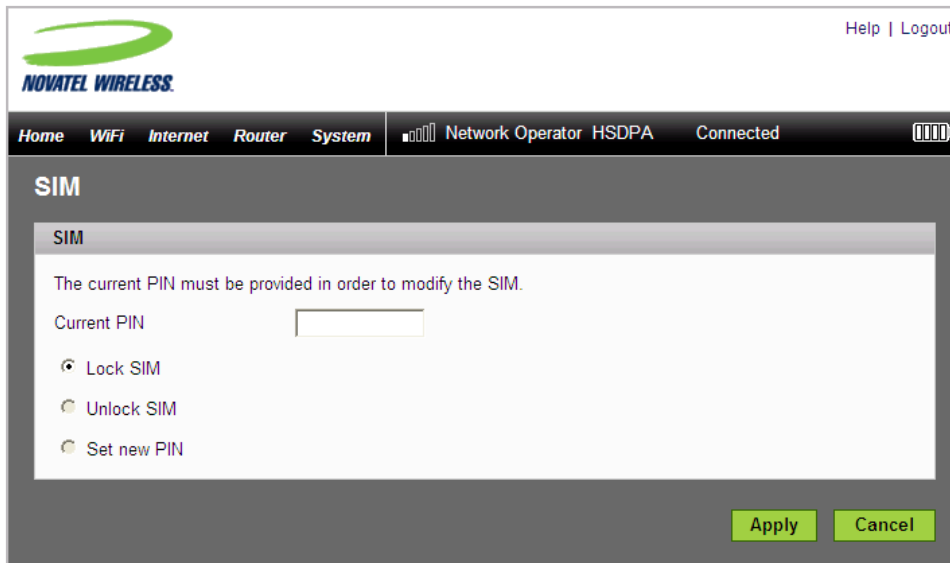 Help | Logout
NOVATEL WIRELESS.
Home WiFi Internet Router System Network Operator HSDPA Connected
SIM
SIM
The current PIN must be provided in order to modify the SIM.
Current PIN
Lock SIM
Unlock SIM
Set new PIN
Apply Cancel